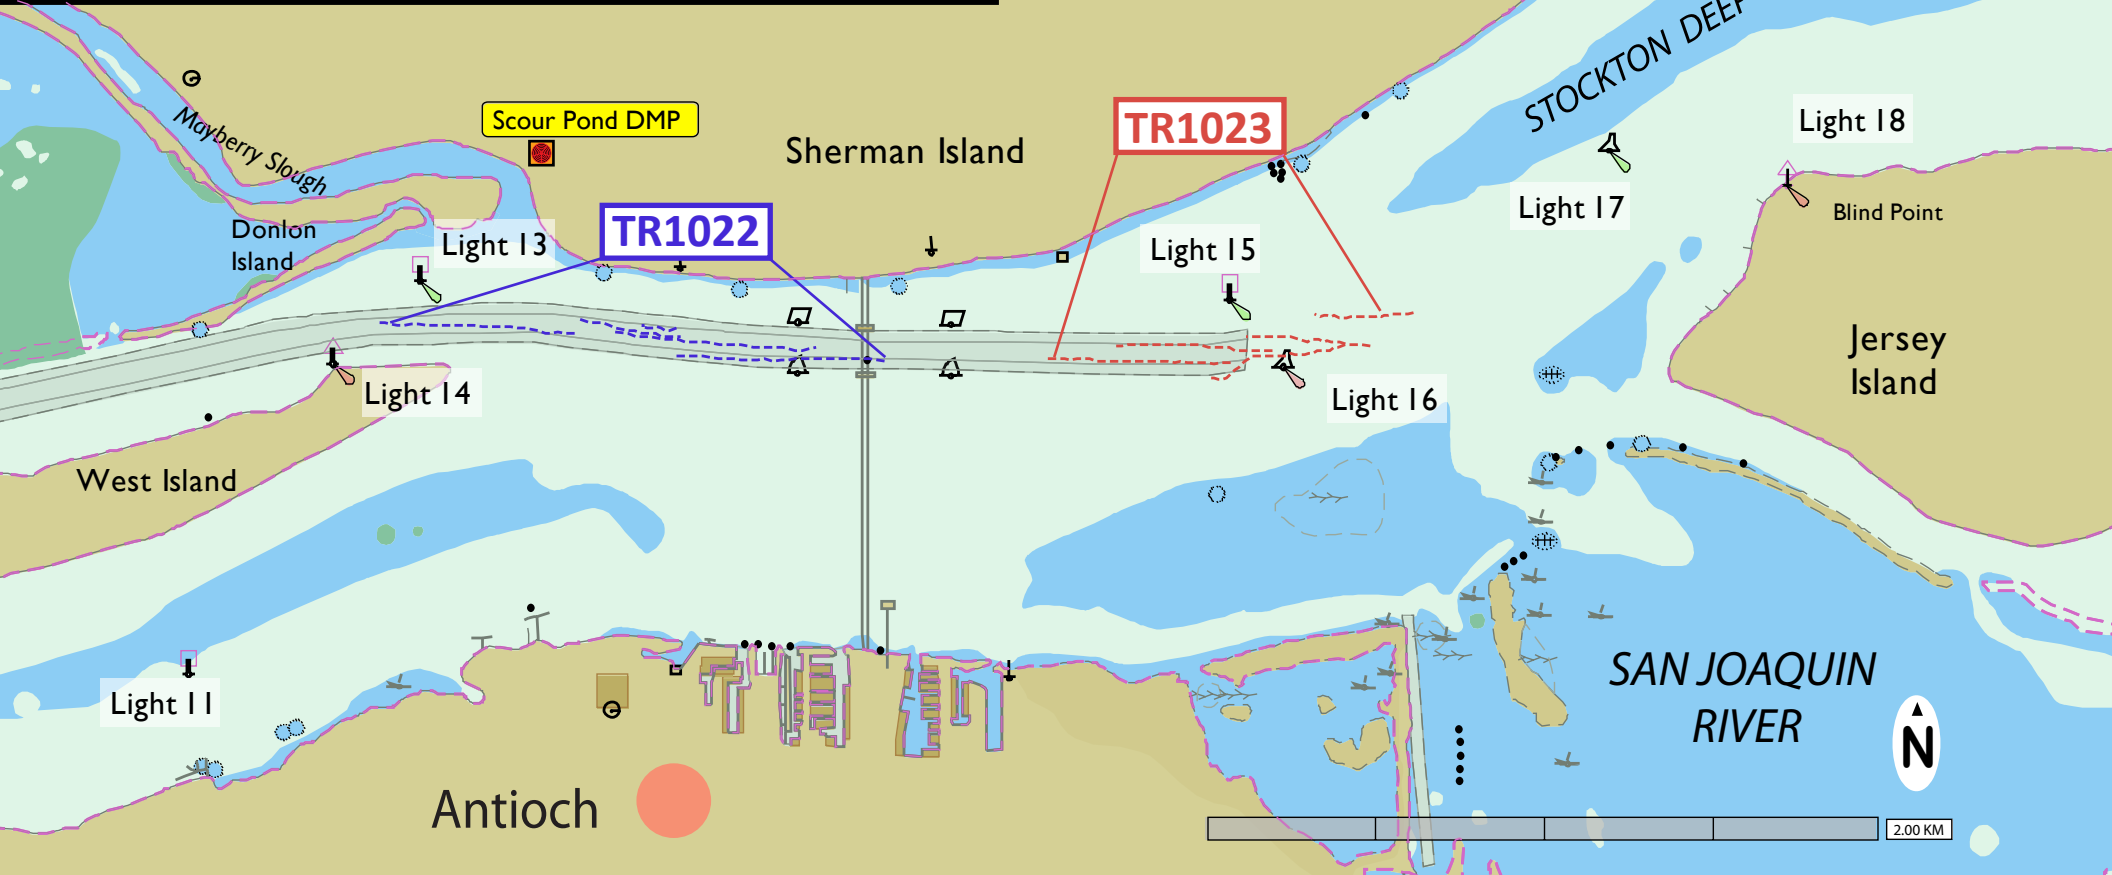 STOCKTON DEEP
Light 18
Scour Pond DMP
TR1023
Mayberry Slough
Sherman Island
Light 17
Blind Point
TR1022
Donlon
Island
Light 13
Light 15
Jersey
Island
Light 14
Light 16
West Island
SAN JOAQUIN
RIVER
Light 11
N
Antioch
2.00 KM